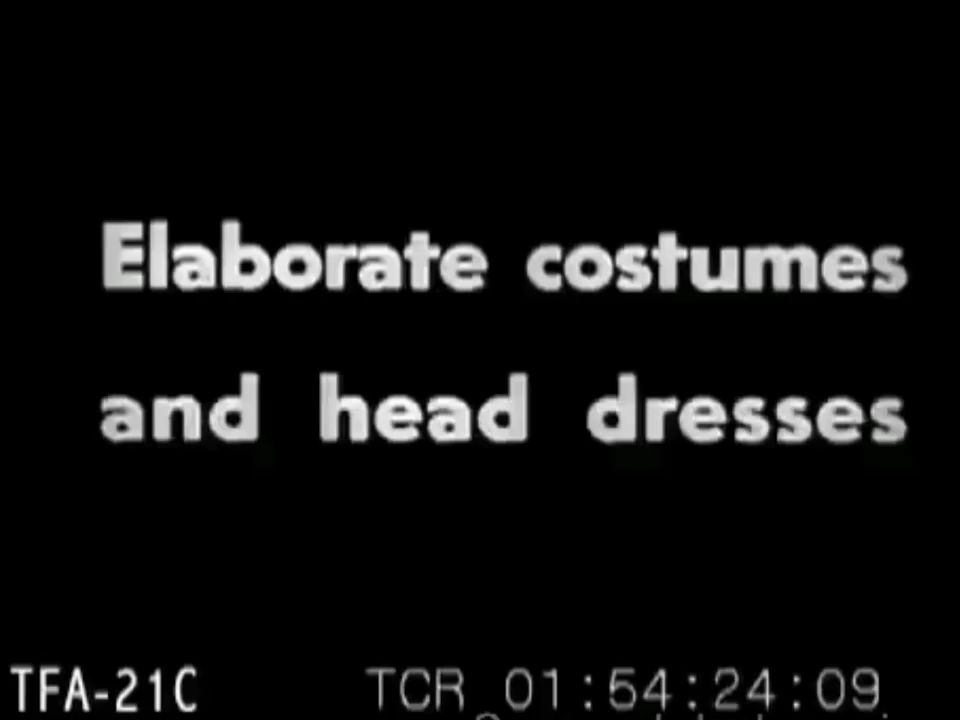 Elaborate costumes
and head dresses
TFA-21C TCR 01:54:24:09